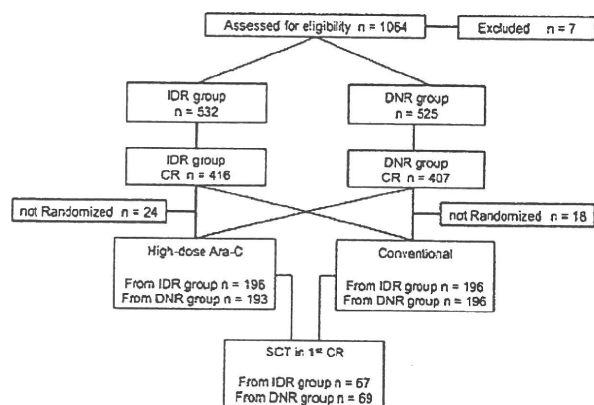 Assessed for eligibility n = 1064
Excluded n = 7
IDR group
n = 532
DNR group
n = 525
IDR group
CR n = 416
DNR group
CR n = 407
not Randomized n = 24
not Randomized n = 18
High-dose Ara-C
From IDR group n = 196
From DNR group n = 193
Conventional
From IDR group n = 196
From DNR group n = 196
SCT in 1st CR
From IDR group n = 67
From DNR group n = 69